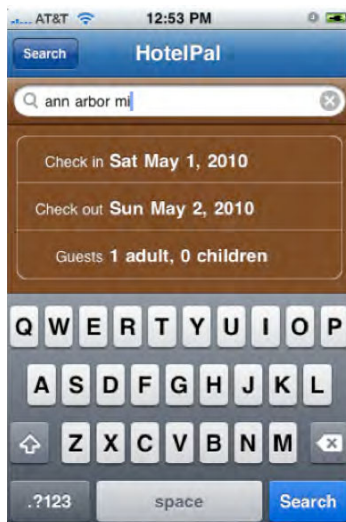 AT&T 12:53 PM
Search HotelPal
ann arbor mi
Check in Sat May 1, 2010
Check out Sun May 2, 2010
Guests 1 adult, 0 children
Q W E R T Y U I O P
A S D F G H J K L
Z X C V B N M
.?123 space Search